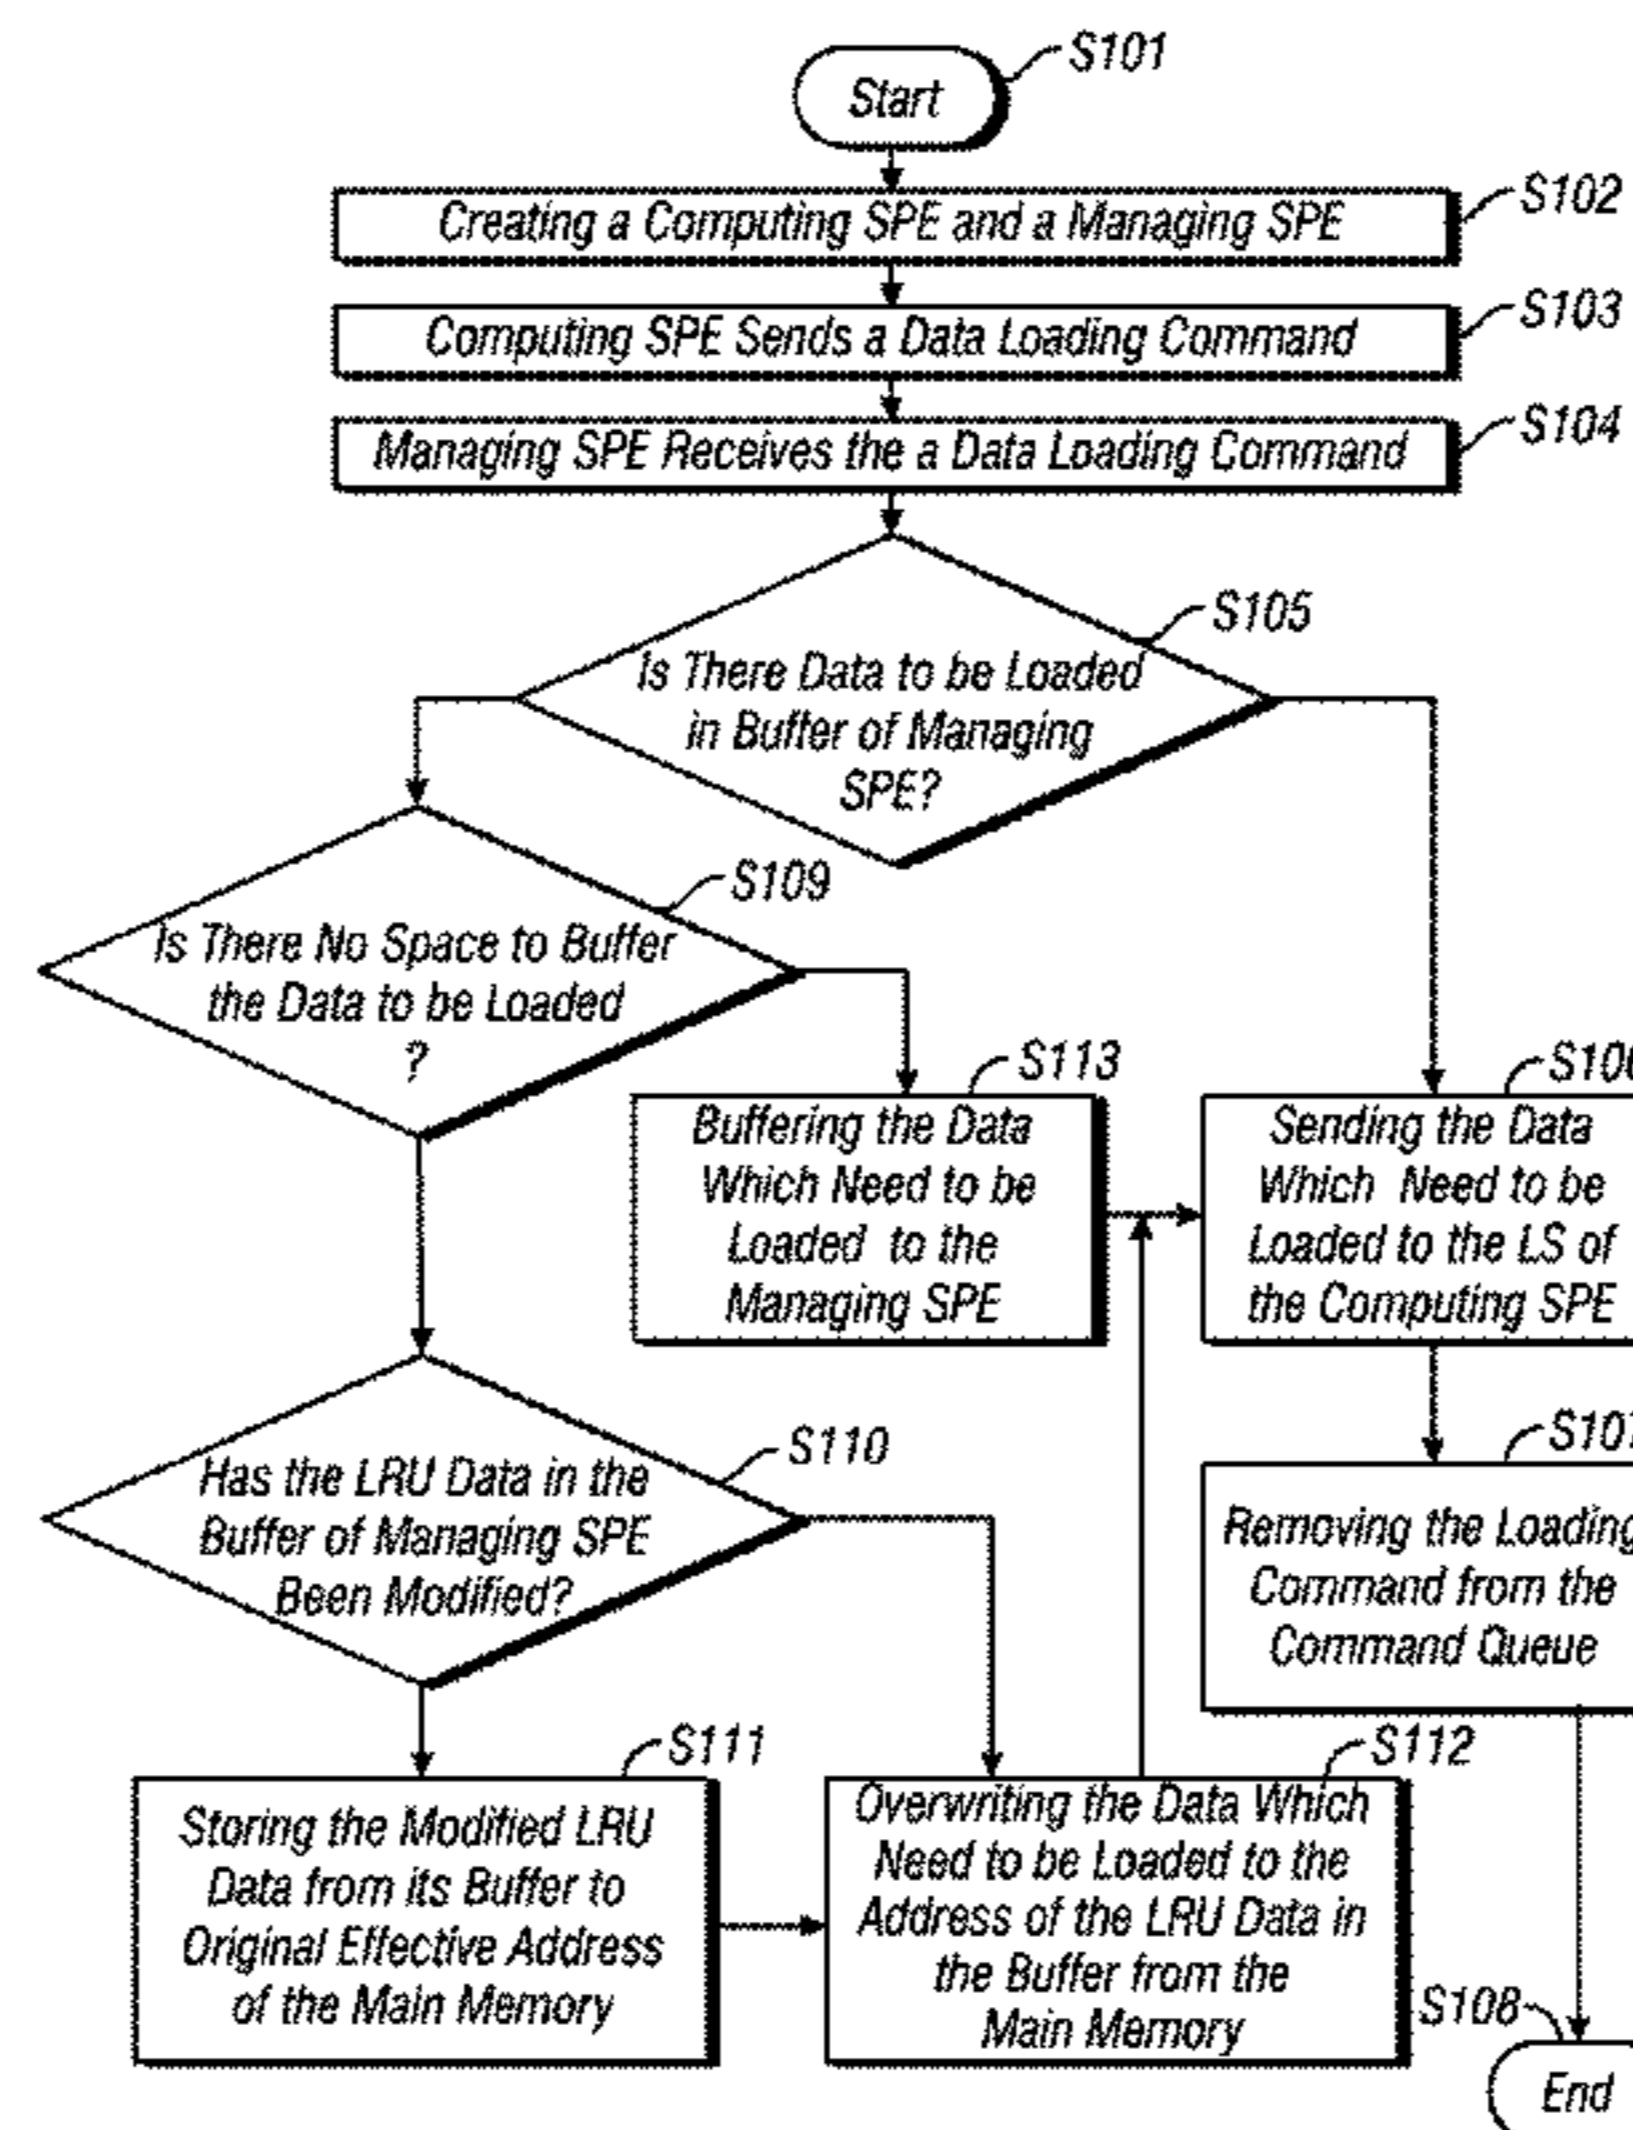 S101
Start
S102
Creating a Computing SPE and a Managing SPE
S103
Computing SPE Sends a Data Loading Command
S104
Managing SPE Receives the a Data Loading Command
S105
Is There Data to be Loaded
in Buffer of Managing
SPE?
S109
Is There No Space to Buffer
the Data to be Loaded
?
S113
Buffering the Data
Which Need to be
Loaded to the
Managing SPE
Sending the Data
Which Need to be
Loaded to the LS of
the Computing SPE
S110
Has the LRU Data in the
Buffer of Managing SPE
Been Modified?
Removing the Loading
Command from the
Command Queue
S111
Storing the Modified LRU
Data from its Buffer to
Original Effective Address
of the Main Memory
S112
Overwriting the Data Which
Need to be Loaded to the
Address of the LRU Data in
the Buffer from the
Main Memory
S108
End